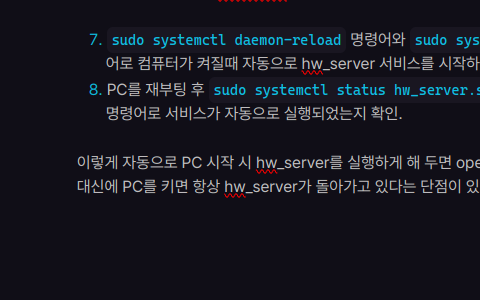 7. sudo systemctl daemon-reload 명령어와 sudo sys
어로 컴퓨터가 켜질때 자동으로 hw_server 서비스를 시작하
8. PC를 재부팅 후 sudo systemctl status hw_server.s
명령어로 서비스가 자동으로 실행되었는지 확인.
이렇게 자동으로 PC 시작 시 hw_server를 실행하게 해 두면 ope
대신에 PC를 키면 항상 hw_server가 돌아가고 있다는 단점이 있